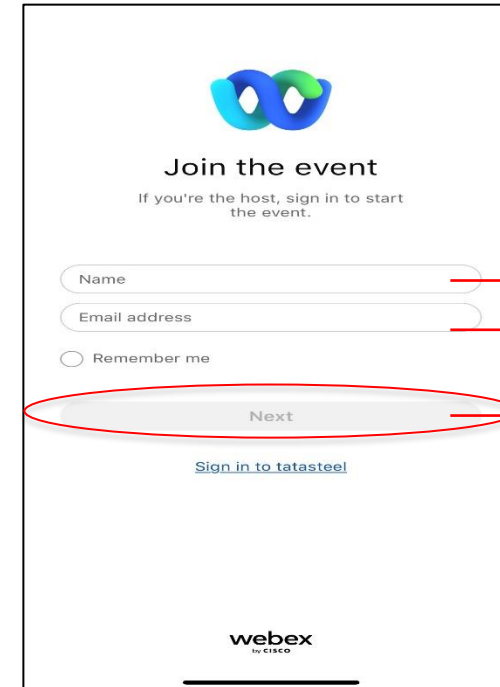 Join the event
If you're the host, sign in to start
the event.
Name
Email address
Remember me
Next
Sign in to tatasteel
webex
by CISCO